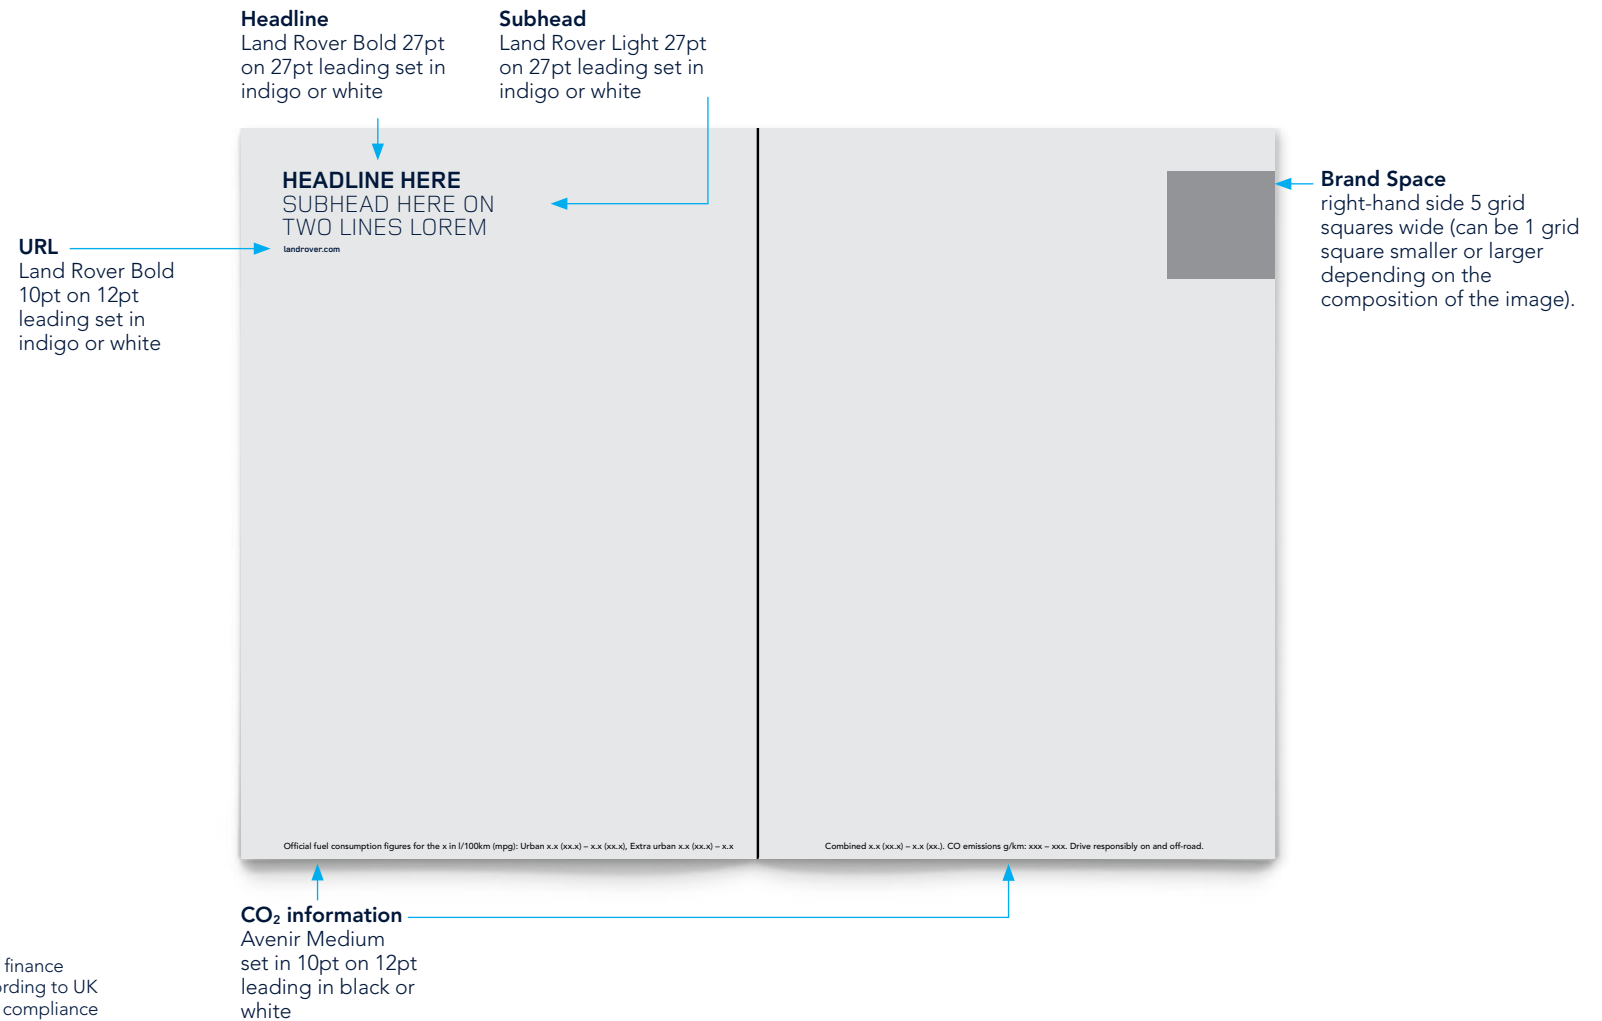 Headline
Land Rover Bold 27pt
on 27pt leading set in
indigo or white
Subhead
Land Rover Light 27pt
on 27pt leading set in
indigo or white
HEADLINE HERE
SUBHEAD HERE ON
TWO LINES LOREM
landrover.com
URL
Land Rover Bold
10pt on 12pt
leading set in
indigo or white
Brand Space
right-hand side 5 grid
squares wide (can be 1 grid
square smaller or larger
depending on the
composition of the image).
Official fuel consumption figures for the x in l/100km (mpg): Urban x.x (xx.x) – x.x (xx.x), Extra urban x.x (xx.x) – x.x
Combined x.x (xx.x) – x.x (xx.). CO emissions g/km: xxx – xxx. Drive responsibly on and off-road.
CO₂ information
Avenir Medium
set in 10pt on 12pt
leading in black or
white
finance
to UK
compliance